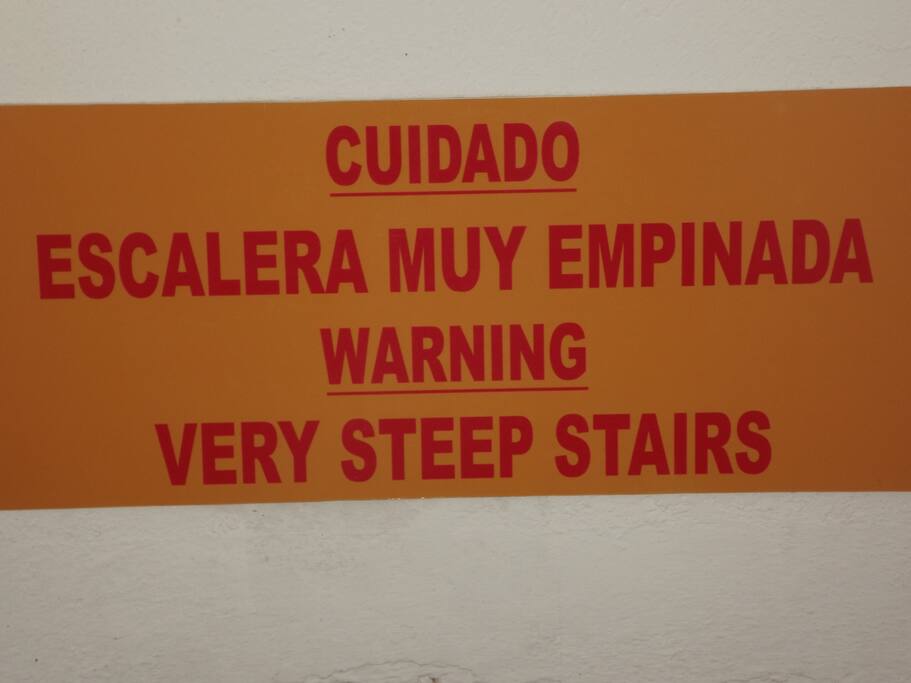 CUIDADO
ESCALERA MUY EMPINADA
WARNING
VERY STEEP STAIRS